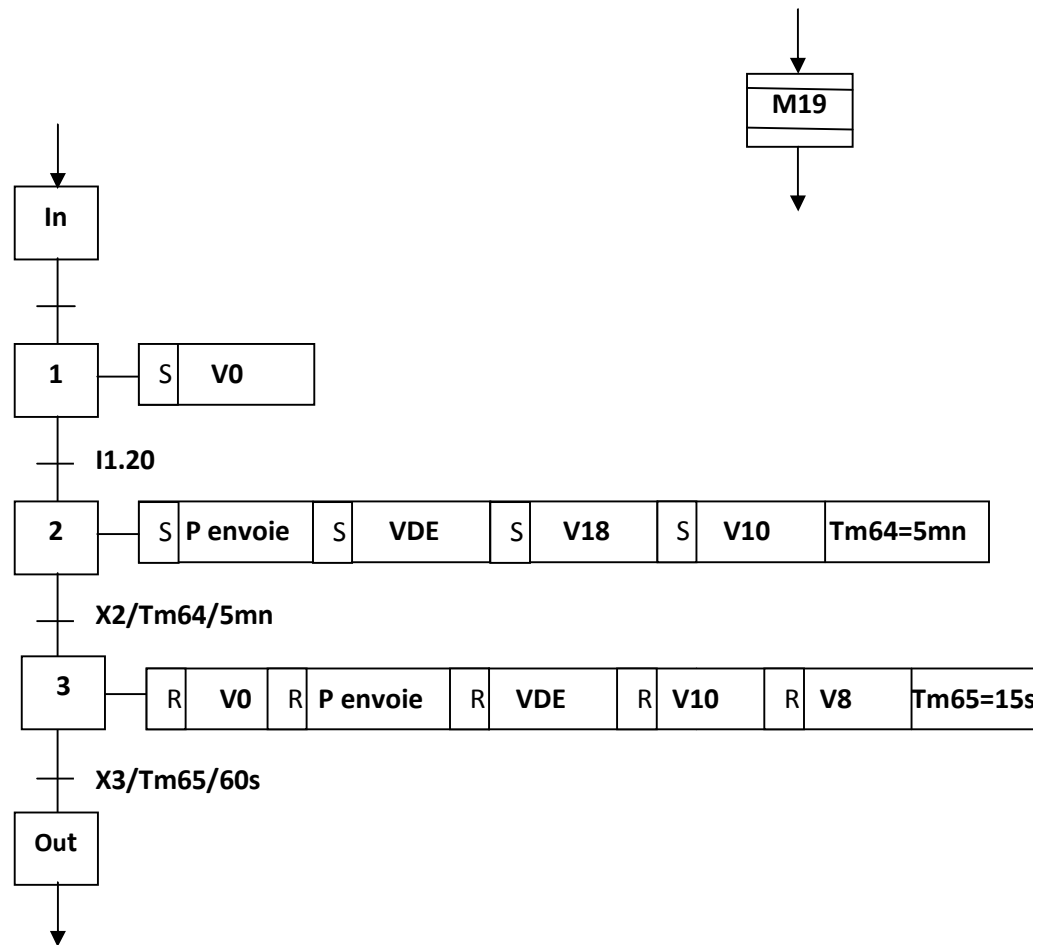 M19
In
1 S V0
I1.20
2 S P envoie S VDE S V18 S V10 Tm64=5mn
X2/Tm64/5mn
3 R V0 R P envoie R VDE R V10 R V8 Tm65=15s
X3/Tm65/60s
Out